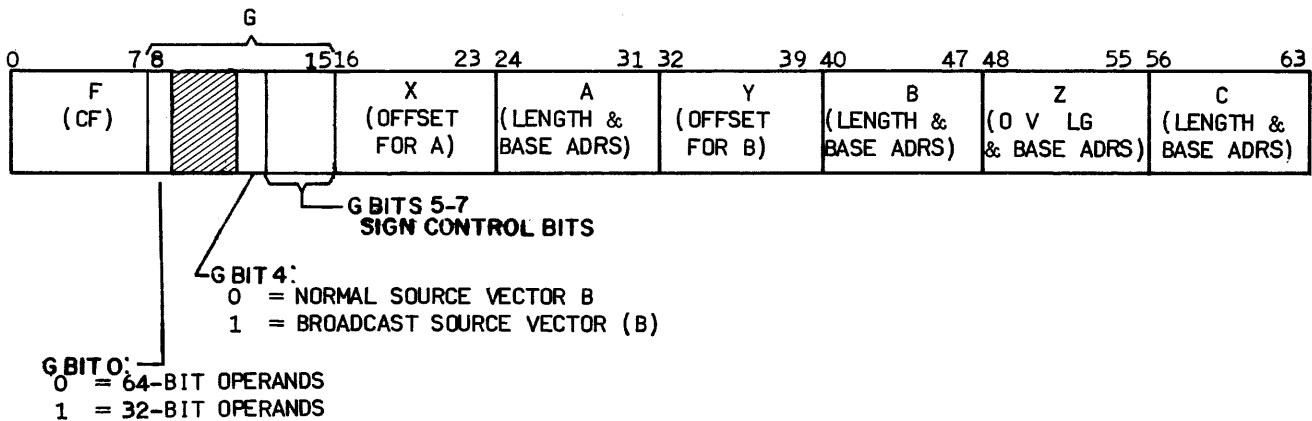 G
0 7 8 15 16 23 24 31 32 39 40 47 48 55 56 63
F X A Y B Z C
(CF) (OFFSET (LENGTH & (OFFSET (LENGTH & (O V LG (LENGTH &
FOR A) BASE ADRS) FOR B) BASE ADRS) & BASE ADRS) BASE ADRS)
G BITS 5-7
SIGN CONTROL BITS
G BIT 4:
0 = NORMAL SOURCE VECTOR B
1 = BROADCAST SOURCE VECTOR (B)
G BIT 0:
0 = 64-BIT OPERANDS
1 = 32-BIT OPERANDS